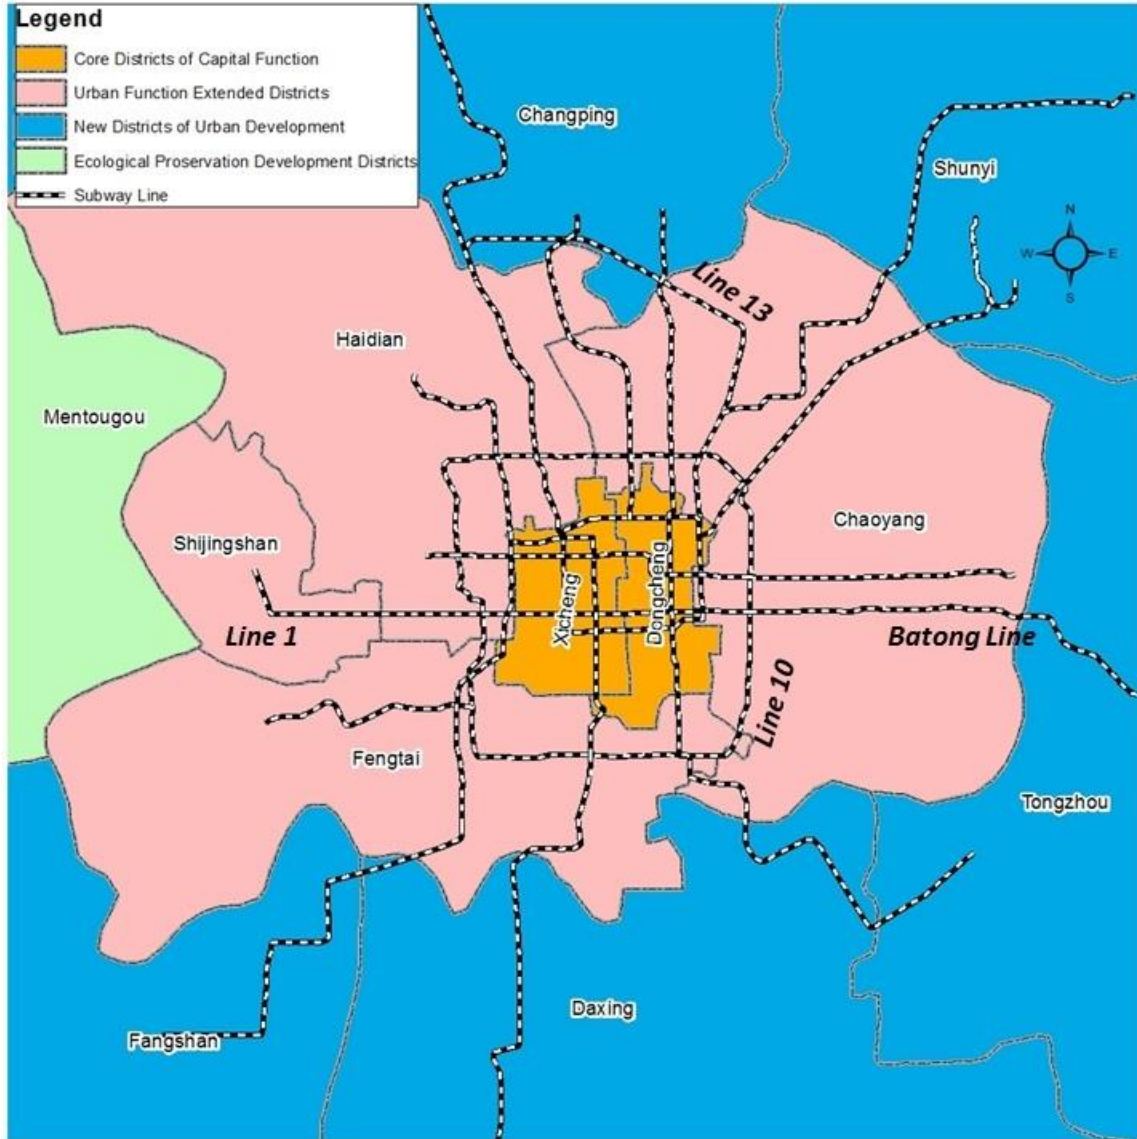 Legend
Core Districts of Capital Function
Urban Function Extended Districts
New Districts of Urban Development
Ecological Proservation Development Districts
Subway Line
Changping
Shunyi
N
W E
S
Line 13
Haidian
Mentougou
Chaoyang
Shijingshan
Xicheng
Dongcheng
Line 1
Batong Line
Line 10
Fengtai
Tongzhou
Daxing
Fangshan